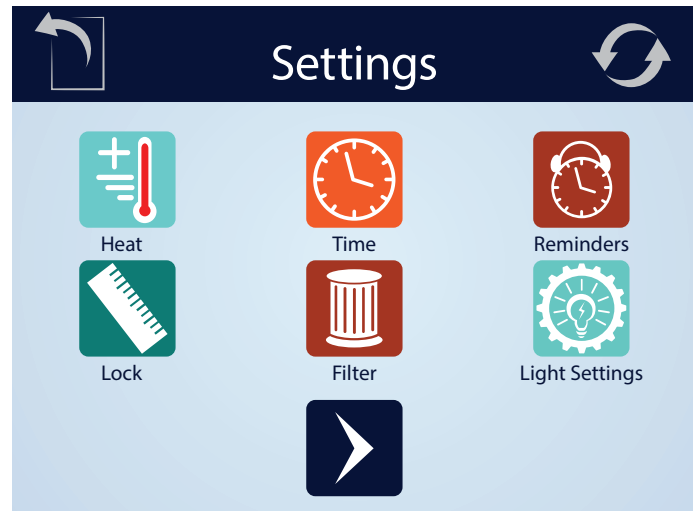 Settings
Heat
Time
Reminders
Lock
Filter
Light Settings